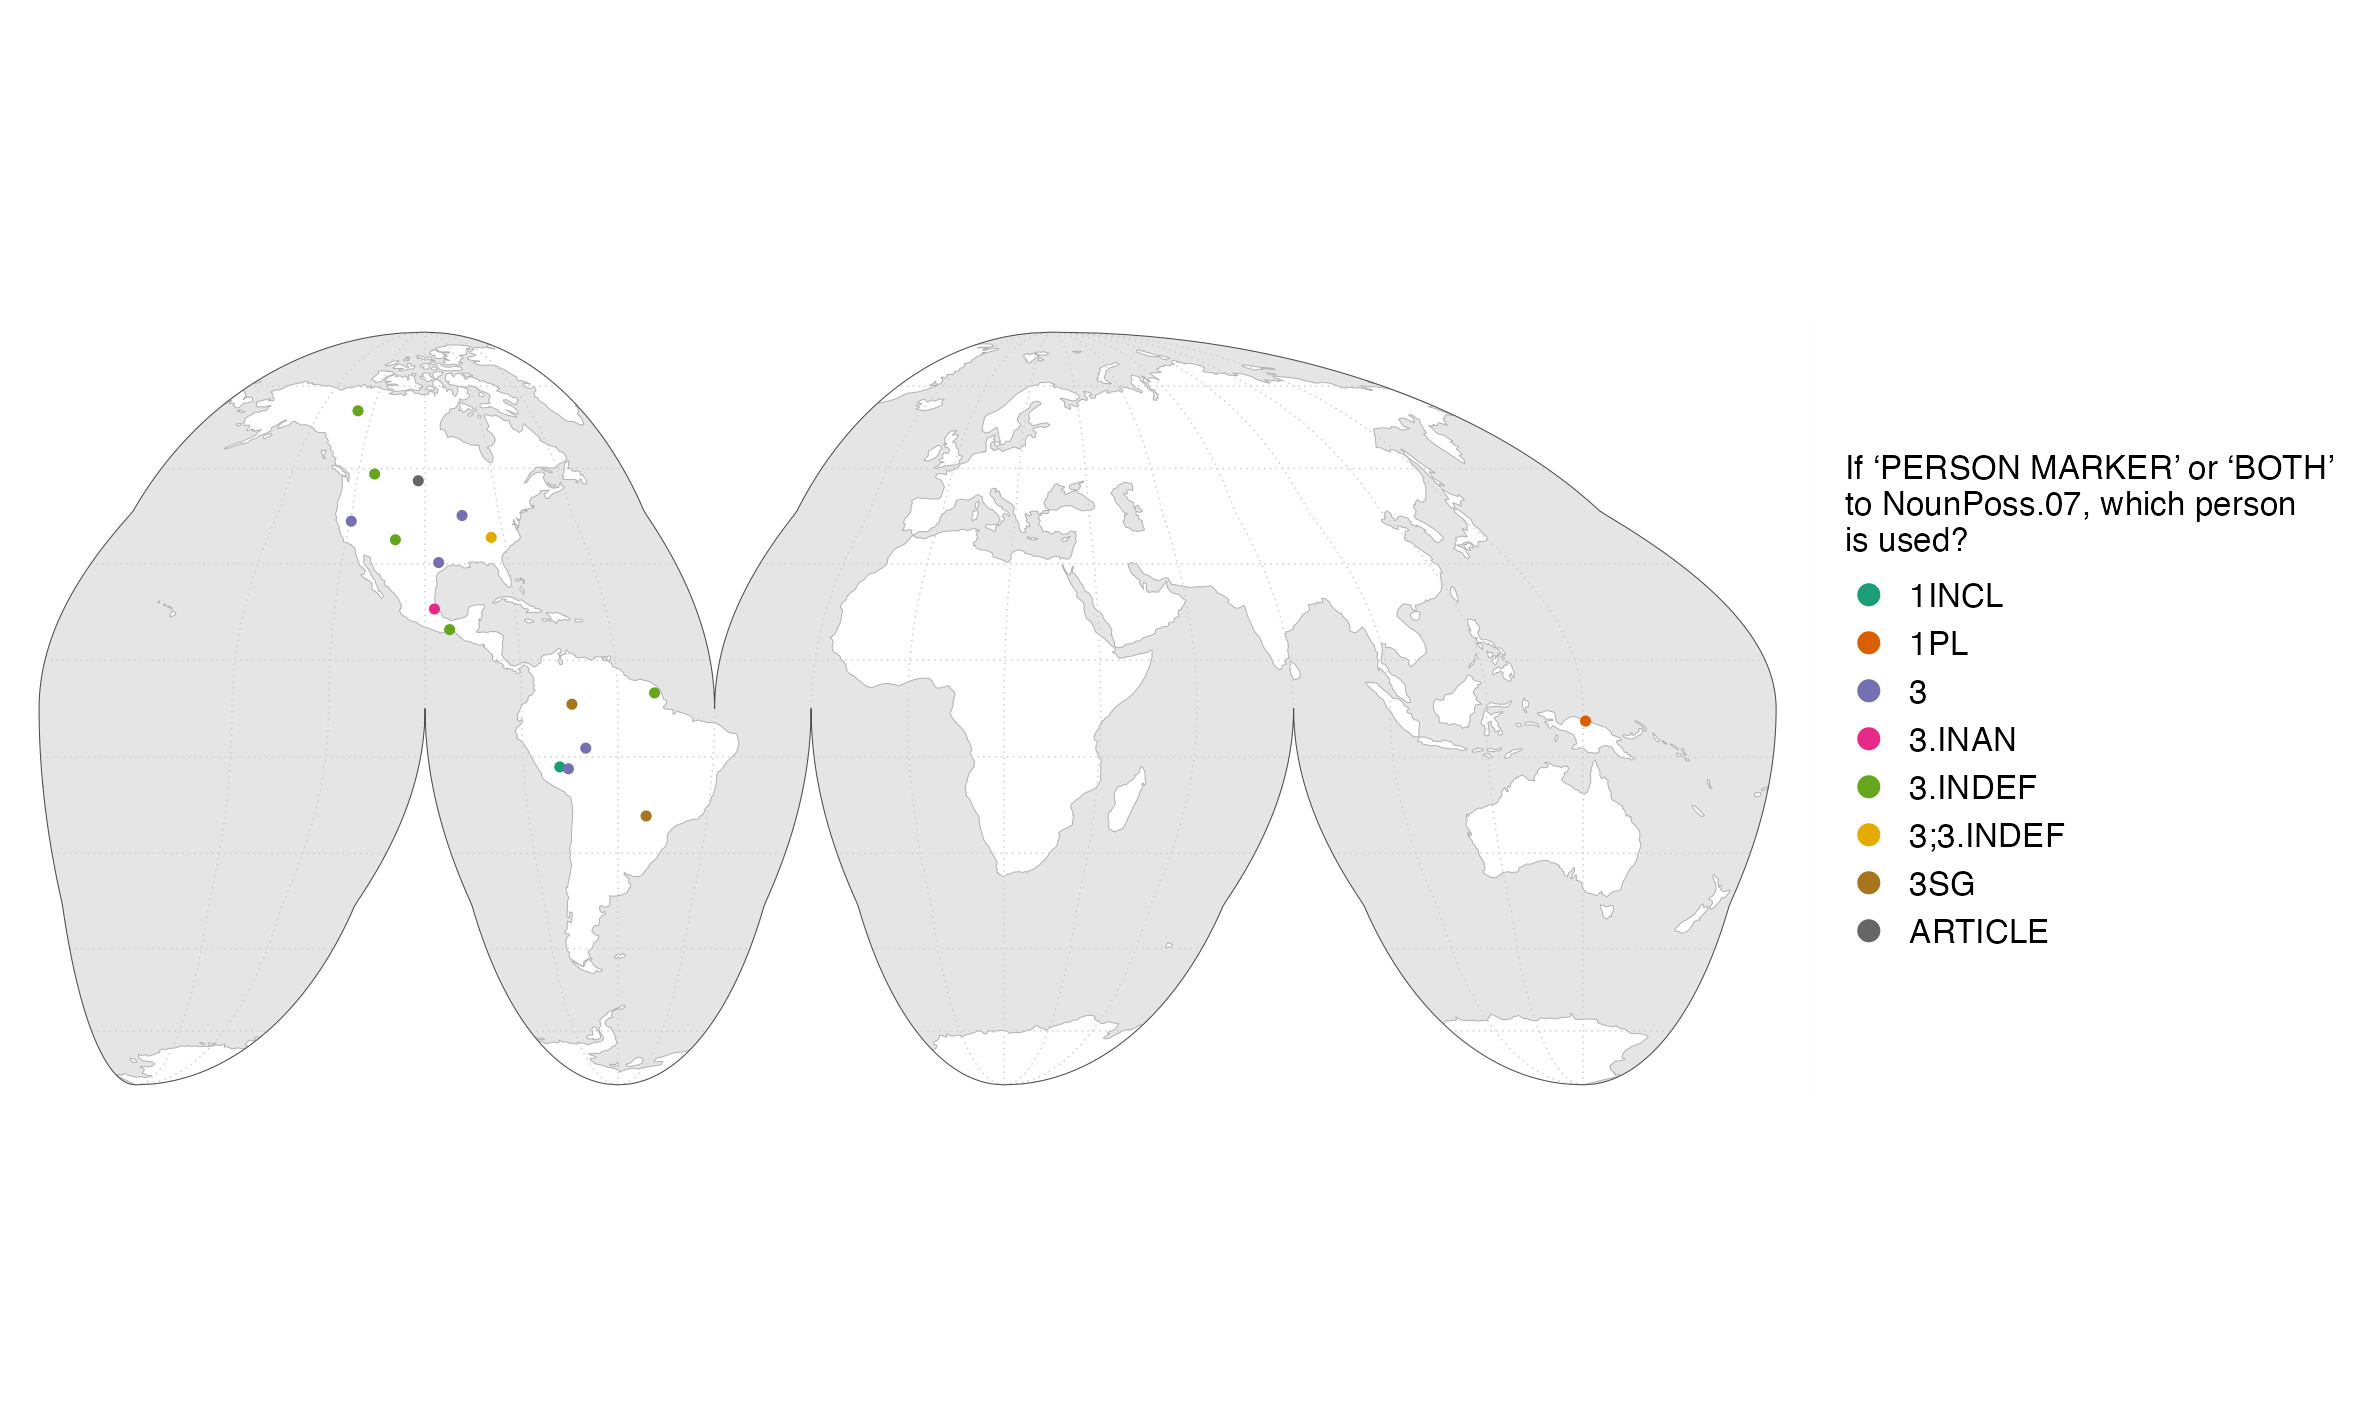 If ‘PERSON MARKER’ or ‘BOTH’
to NounPoss.07, which person
is used?
1INCL
1PL
3
3.INAN
3.INDEF
3;3.INDEF
3SG
ARTICLE